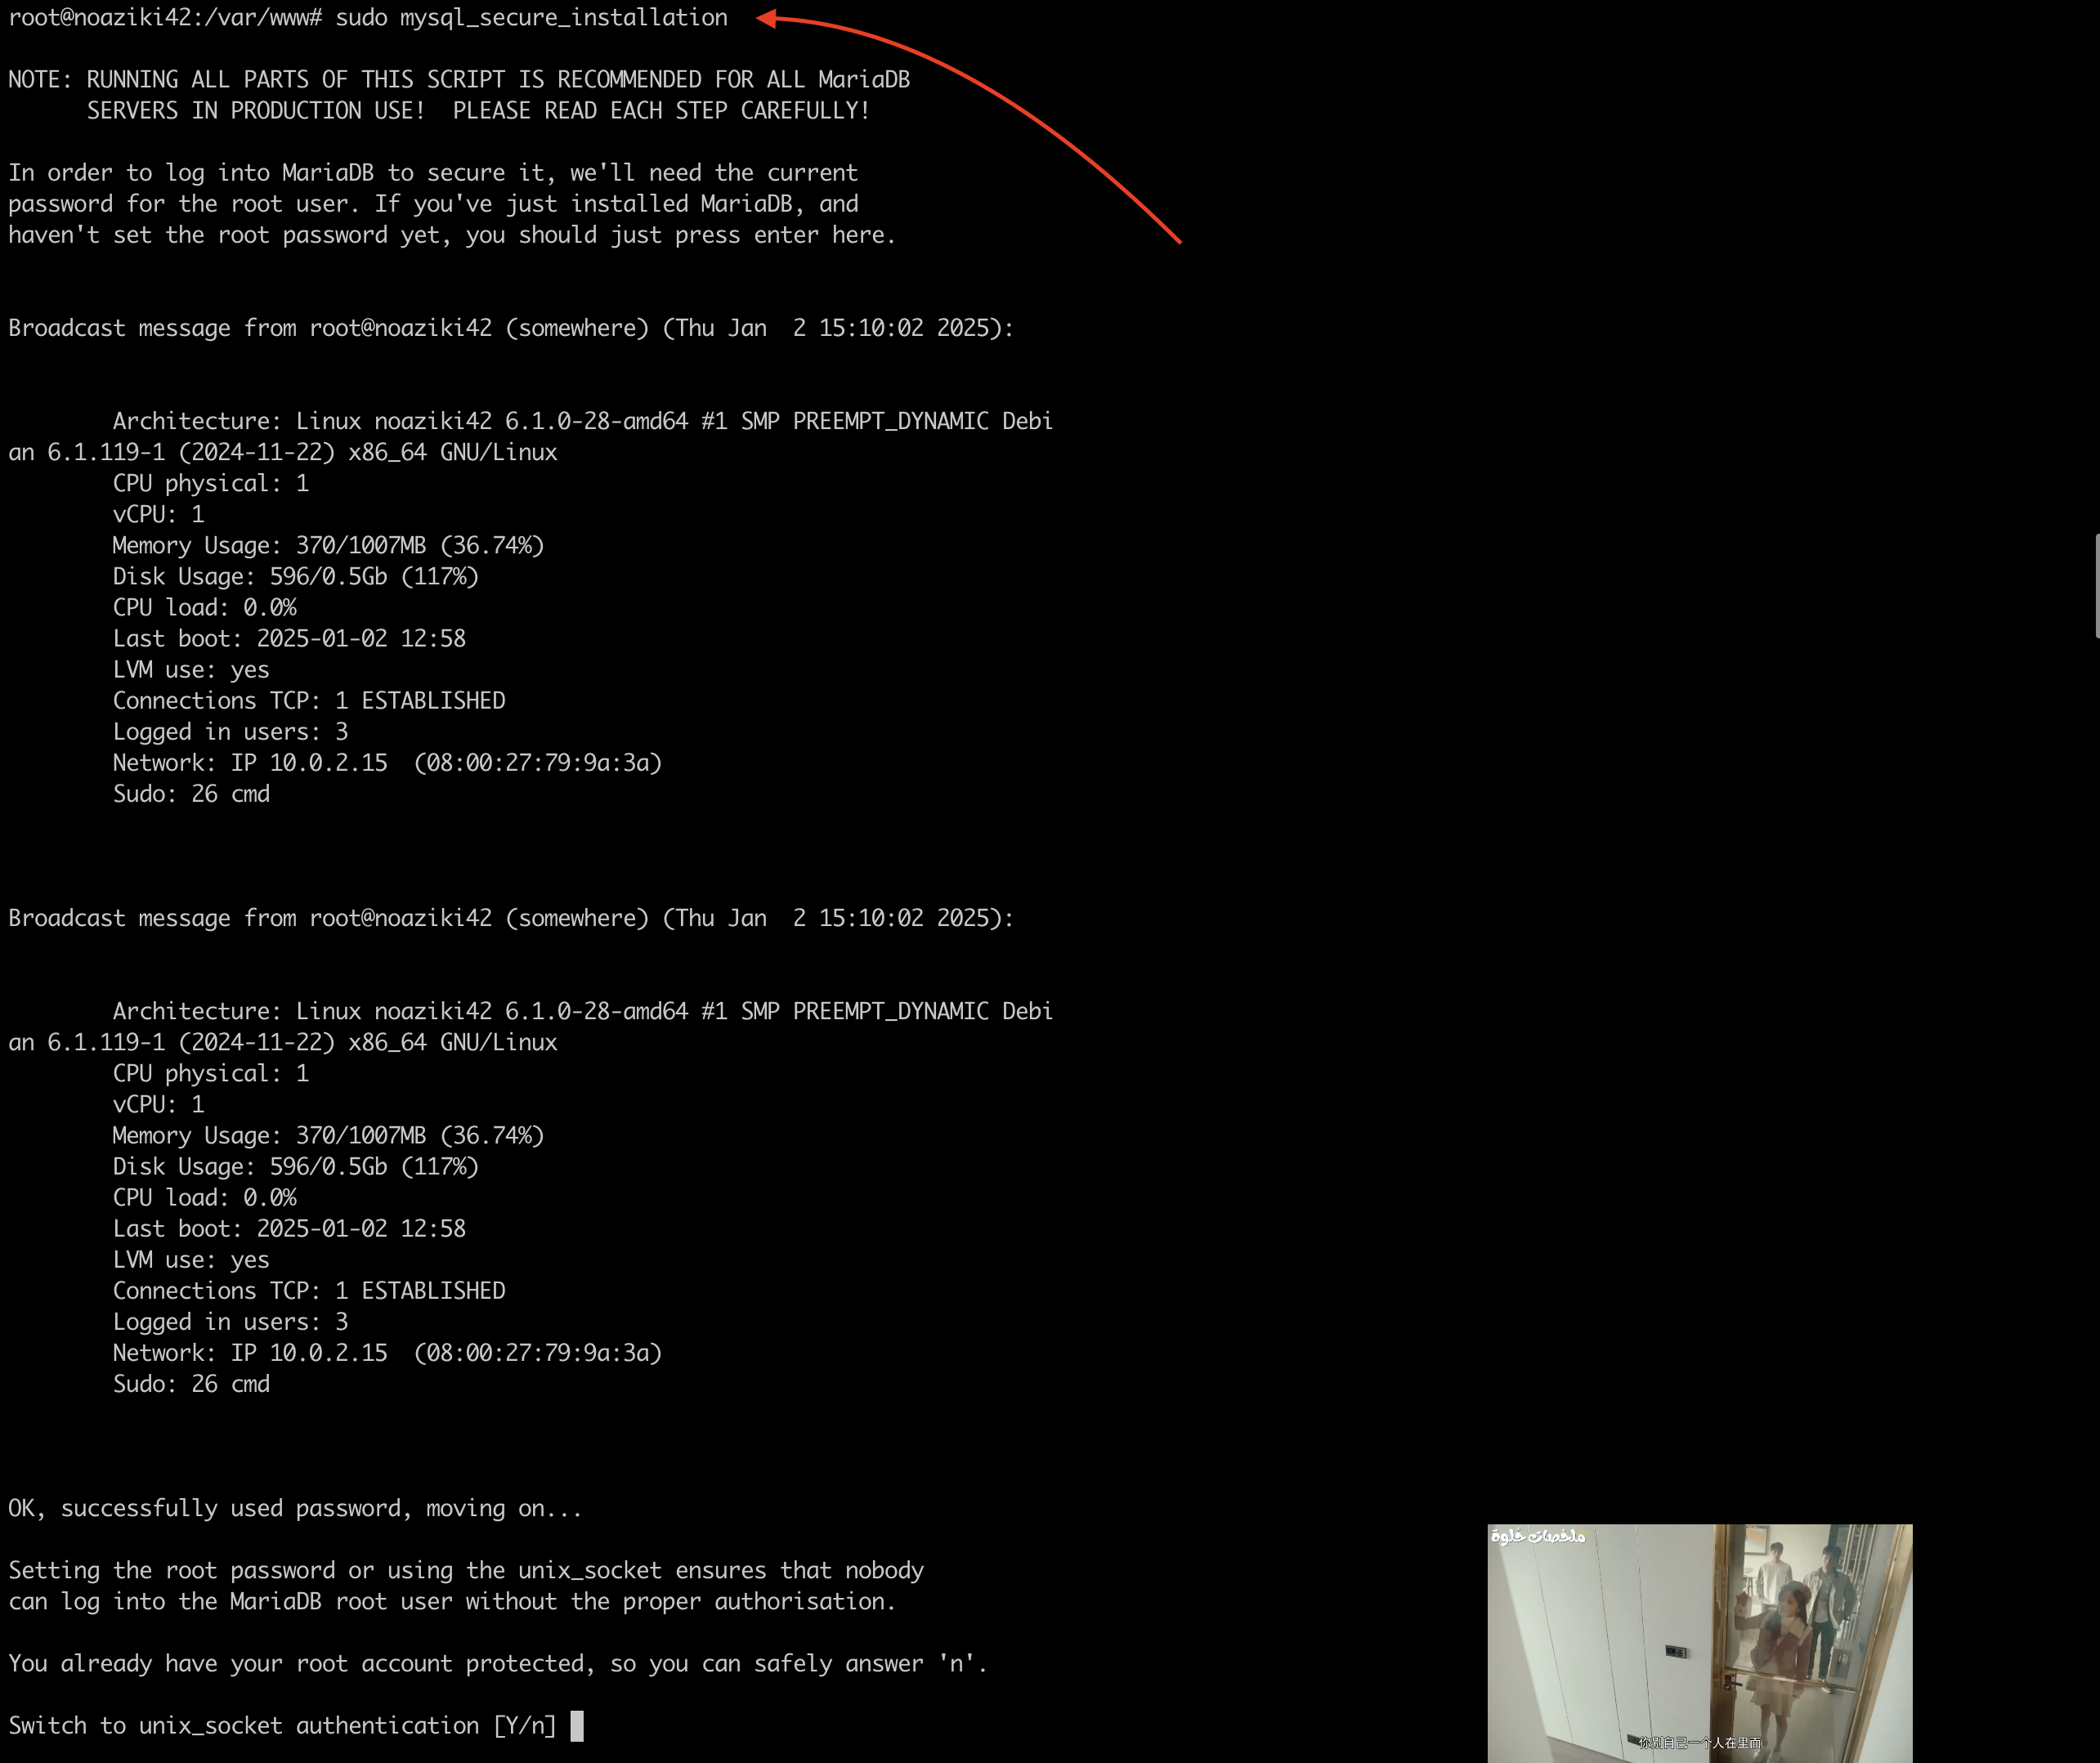 root@noaziki42:/var/www# sudo mysql_secure_installation
NOTE: RUNNING ALL PARTS OF THIS SCRIPT IS RECOMMENDED FOR ALL MariaDB
SERVERS IN PRODUCTION USE!  PLEASE READ EACH STEP CAREFULLY!
In order to log into MariaDB to secure it, we'll need the current
password for the root user. If you've just installed MariaDB, and
haven't set the root password yet, you should just press enter here.
Broadcast message from root@noaziki42 (somewhere) (Thu Jan  2 15:10:02 2025):
Architecture: Linux noaziki42 6.1.0-28-amd64 #1 SMP PREEMPT_DYNAMIC Debi
an 6.1.119-1 (2024-11-22) x86_64 GNU/Linux
CPU physical: 1
vCPU: 1
Memory Usage: 370/1007MB (36.74%)
Disk Usage: 596/0.5Gb (117%)
CPU load: 0.0%
Last boot: 2025-01-02 12:58
LVM use: yes
Connections TCP: 1 ESTABLISHED
Logged in users: 3
Network: IP 10.0.2.15  (08:00:27:79:9a:3a)
Sudo: 26 cmd
Broadcast message from root@noaziki42 (somewhere) (Thu Jan  2 15:10:02 2025):
Architecture: Linux noaziki42 6.1.0-28-amd64 #1 SMP PREEMPT_DYNAMIC Debi
an 6.1.119-1 (2024-11-22) x86_64 GNU/Linux
CPU physical: 1
vCPU: 1
Memory Usage: 370/1007MB (36.74%)
Disk Usage: 596/0.5Gb (117%)
CPU load: 0.0%
Last boot: 2025-01-02 12:58
LVM use: yes
Connections TCP: 1 ESTABLISHED
Logged in users: 3
Network: IP 10.0.2.15  (08:00:27:79:9a:3a)
Sudo: 26 cmd
OK, successfully used password, moving on...
Setting the root password or using the unix_socket ensures that nobody
can log into the MariaDB root user without the proper authorisation.
You already have your root account protected, so you can safely answer 'n'.
Switch to unix_socket authentication [Y/n]
ملخصات حلوة
你别自己一个人在里面